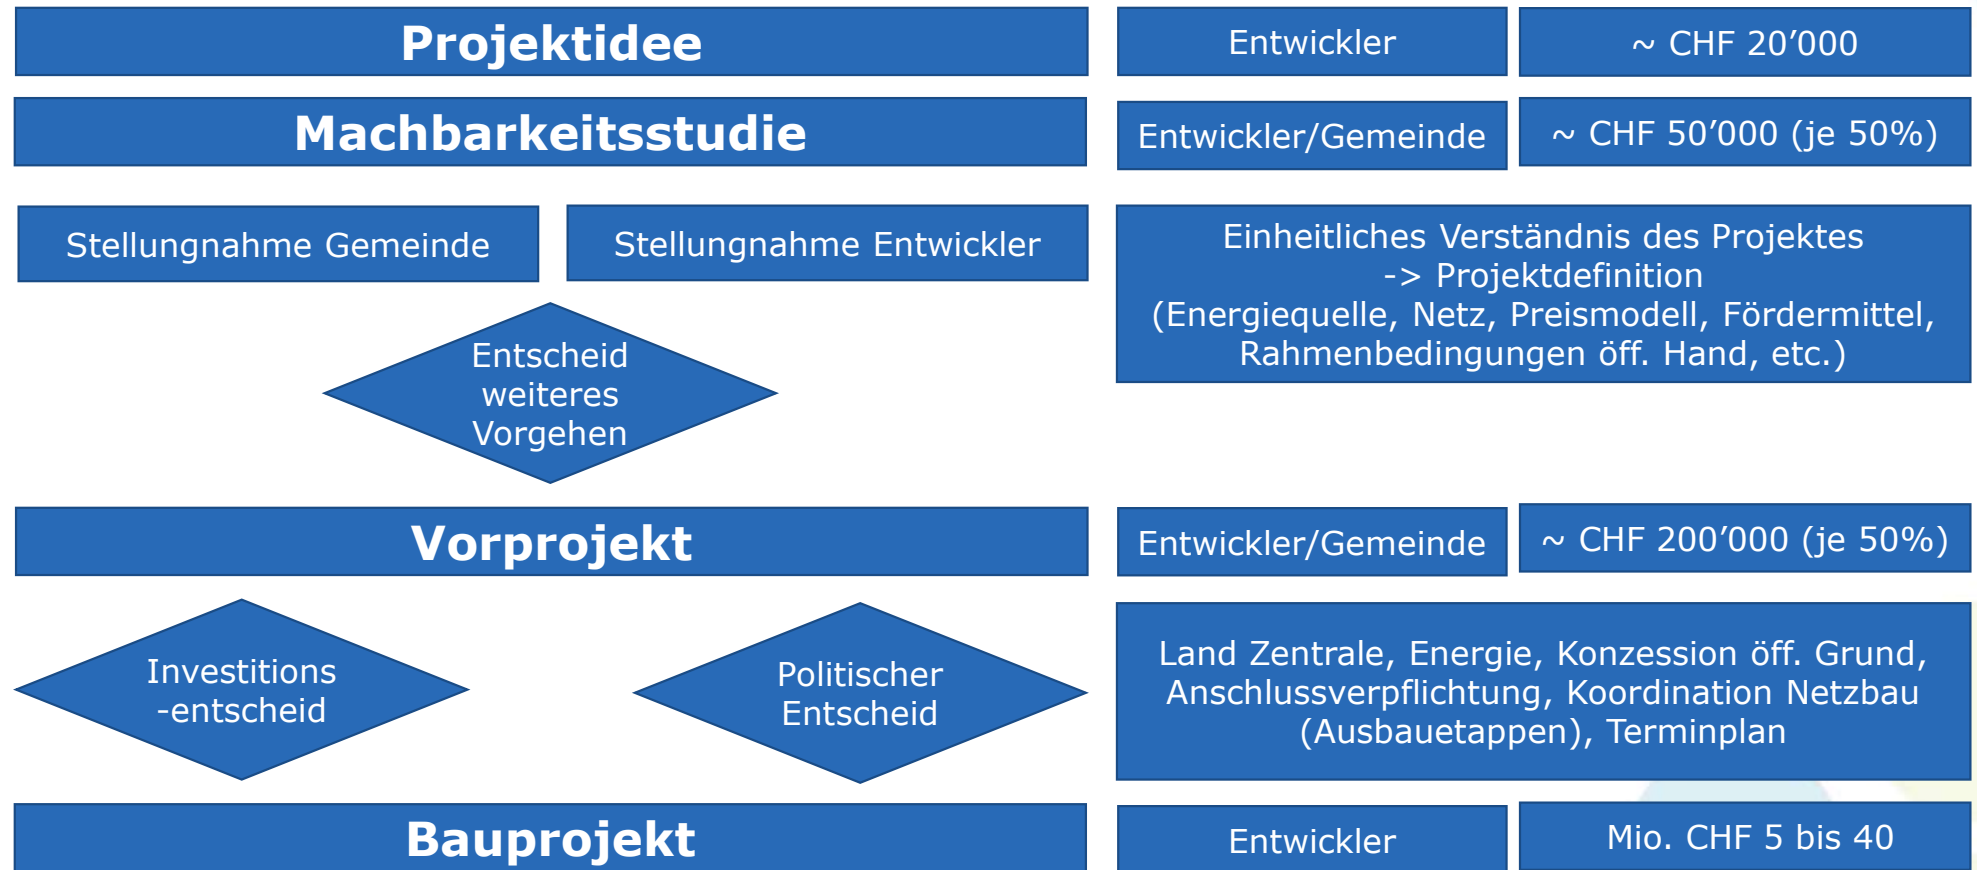 Projektidee
Entwickler
~ CHF 20’000
Machbarkeitsstudie
Entwickler/Gemeinde
~ CHF 50’000 (je 50%)
Stellungnahme Gemeinde
Stellungnahme Entwickler
Einheitliches Verständnis des Projektes
-> Projektdefinition
(Energiequelle, Netz, Preismodell, Fördermittel,
Rahmenbedingungen öff. Hand, etc.)
Entscheid
weiteres
Vorgehen
Vorprojekt
Entwickler/Gemeinde
~ CHF 200’000 (je 50%)
Investitions
-entscheid
Politischer
Entscheid
Land Zentrale, Energie, Konzession öff. Grund,
Anschlussverpflichtung, Koordination Netzbau
(Ausbauetappen), Terminplan
Bauprojekt
Entwickler
Mio. CHF 5 bis 40